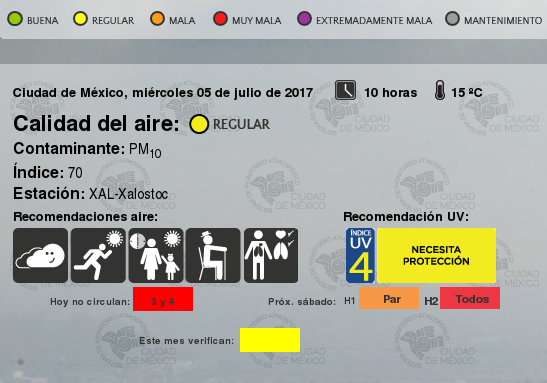 BUENA REGULAR MALA MUY MALA EXTREMADAMENTE MALA MANTENIMIENTO
Ciudad de México, miércoles 05 de julio de 2017 10 horas 15 ºC
Calidad del aire: REGULAR
Contaminante: PM10
Índice: 70
Estación: XAL-Xalostoc
Recomendaciones aire: Recomendación UV:
ÍNDICE
UV
4
NECESITA
PROTECCIÓN
Hoy no circulan: 3 y 4 Próx. sábado: H1 Par H2 Todos
Este mes verifican: